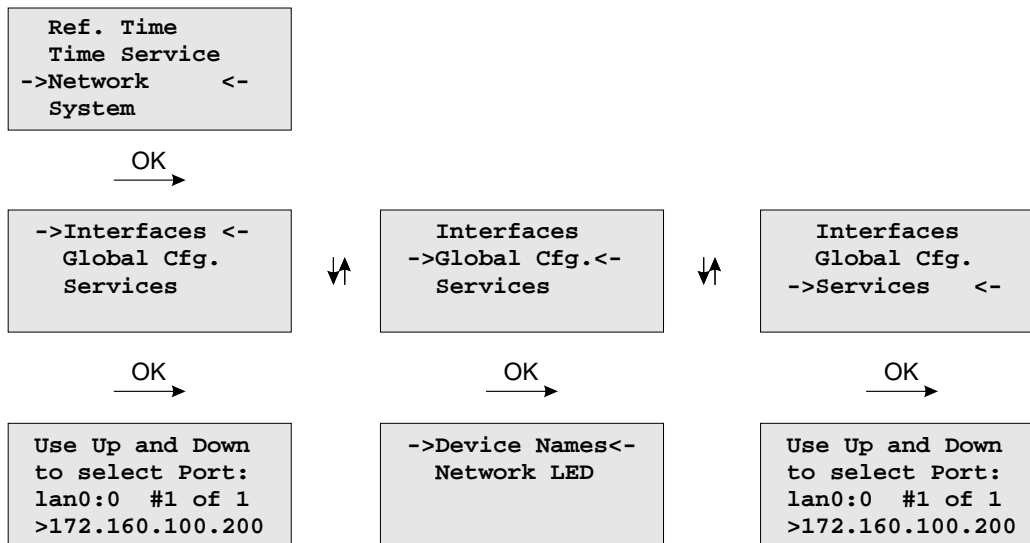 Ref. Time
Time Service
->Network <-
System
OK
->Interfaces <-
Global Cfg.
Services
Interfaces
->Global Cfg.<-
Services
Interfaces
Global Cfg.
->Services <-
OK
OK
OK
Use Up and Down
to select Port:
lan0:0 #1 of 1
>172.160.100.200
->Device Names<-
Network LED
Use Up and Down
to select Port:
lan0:0 #1 of 1
>172.160.100.200